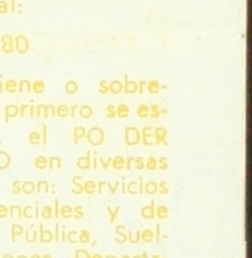 al:
80
iene o sobre-
primero se es-
el PO DER
O en diversas
son: Servicios
enciales y de
Pública, Suel-